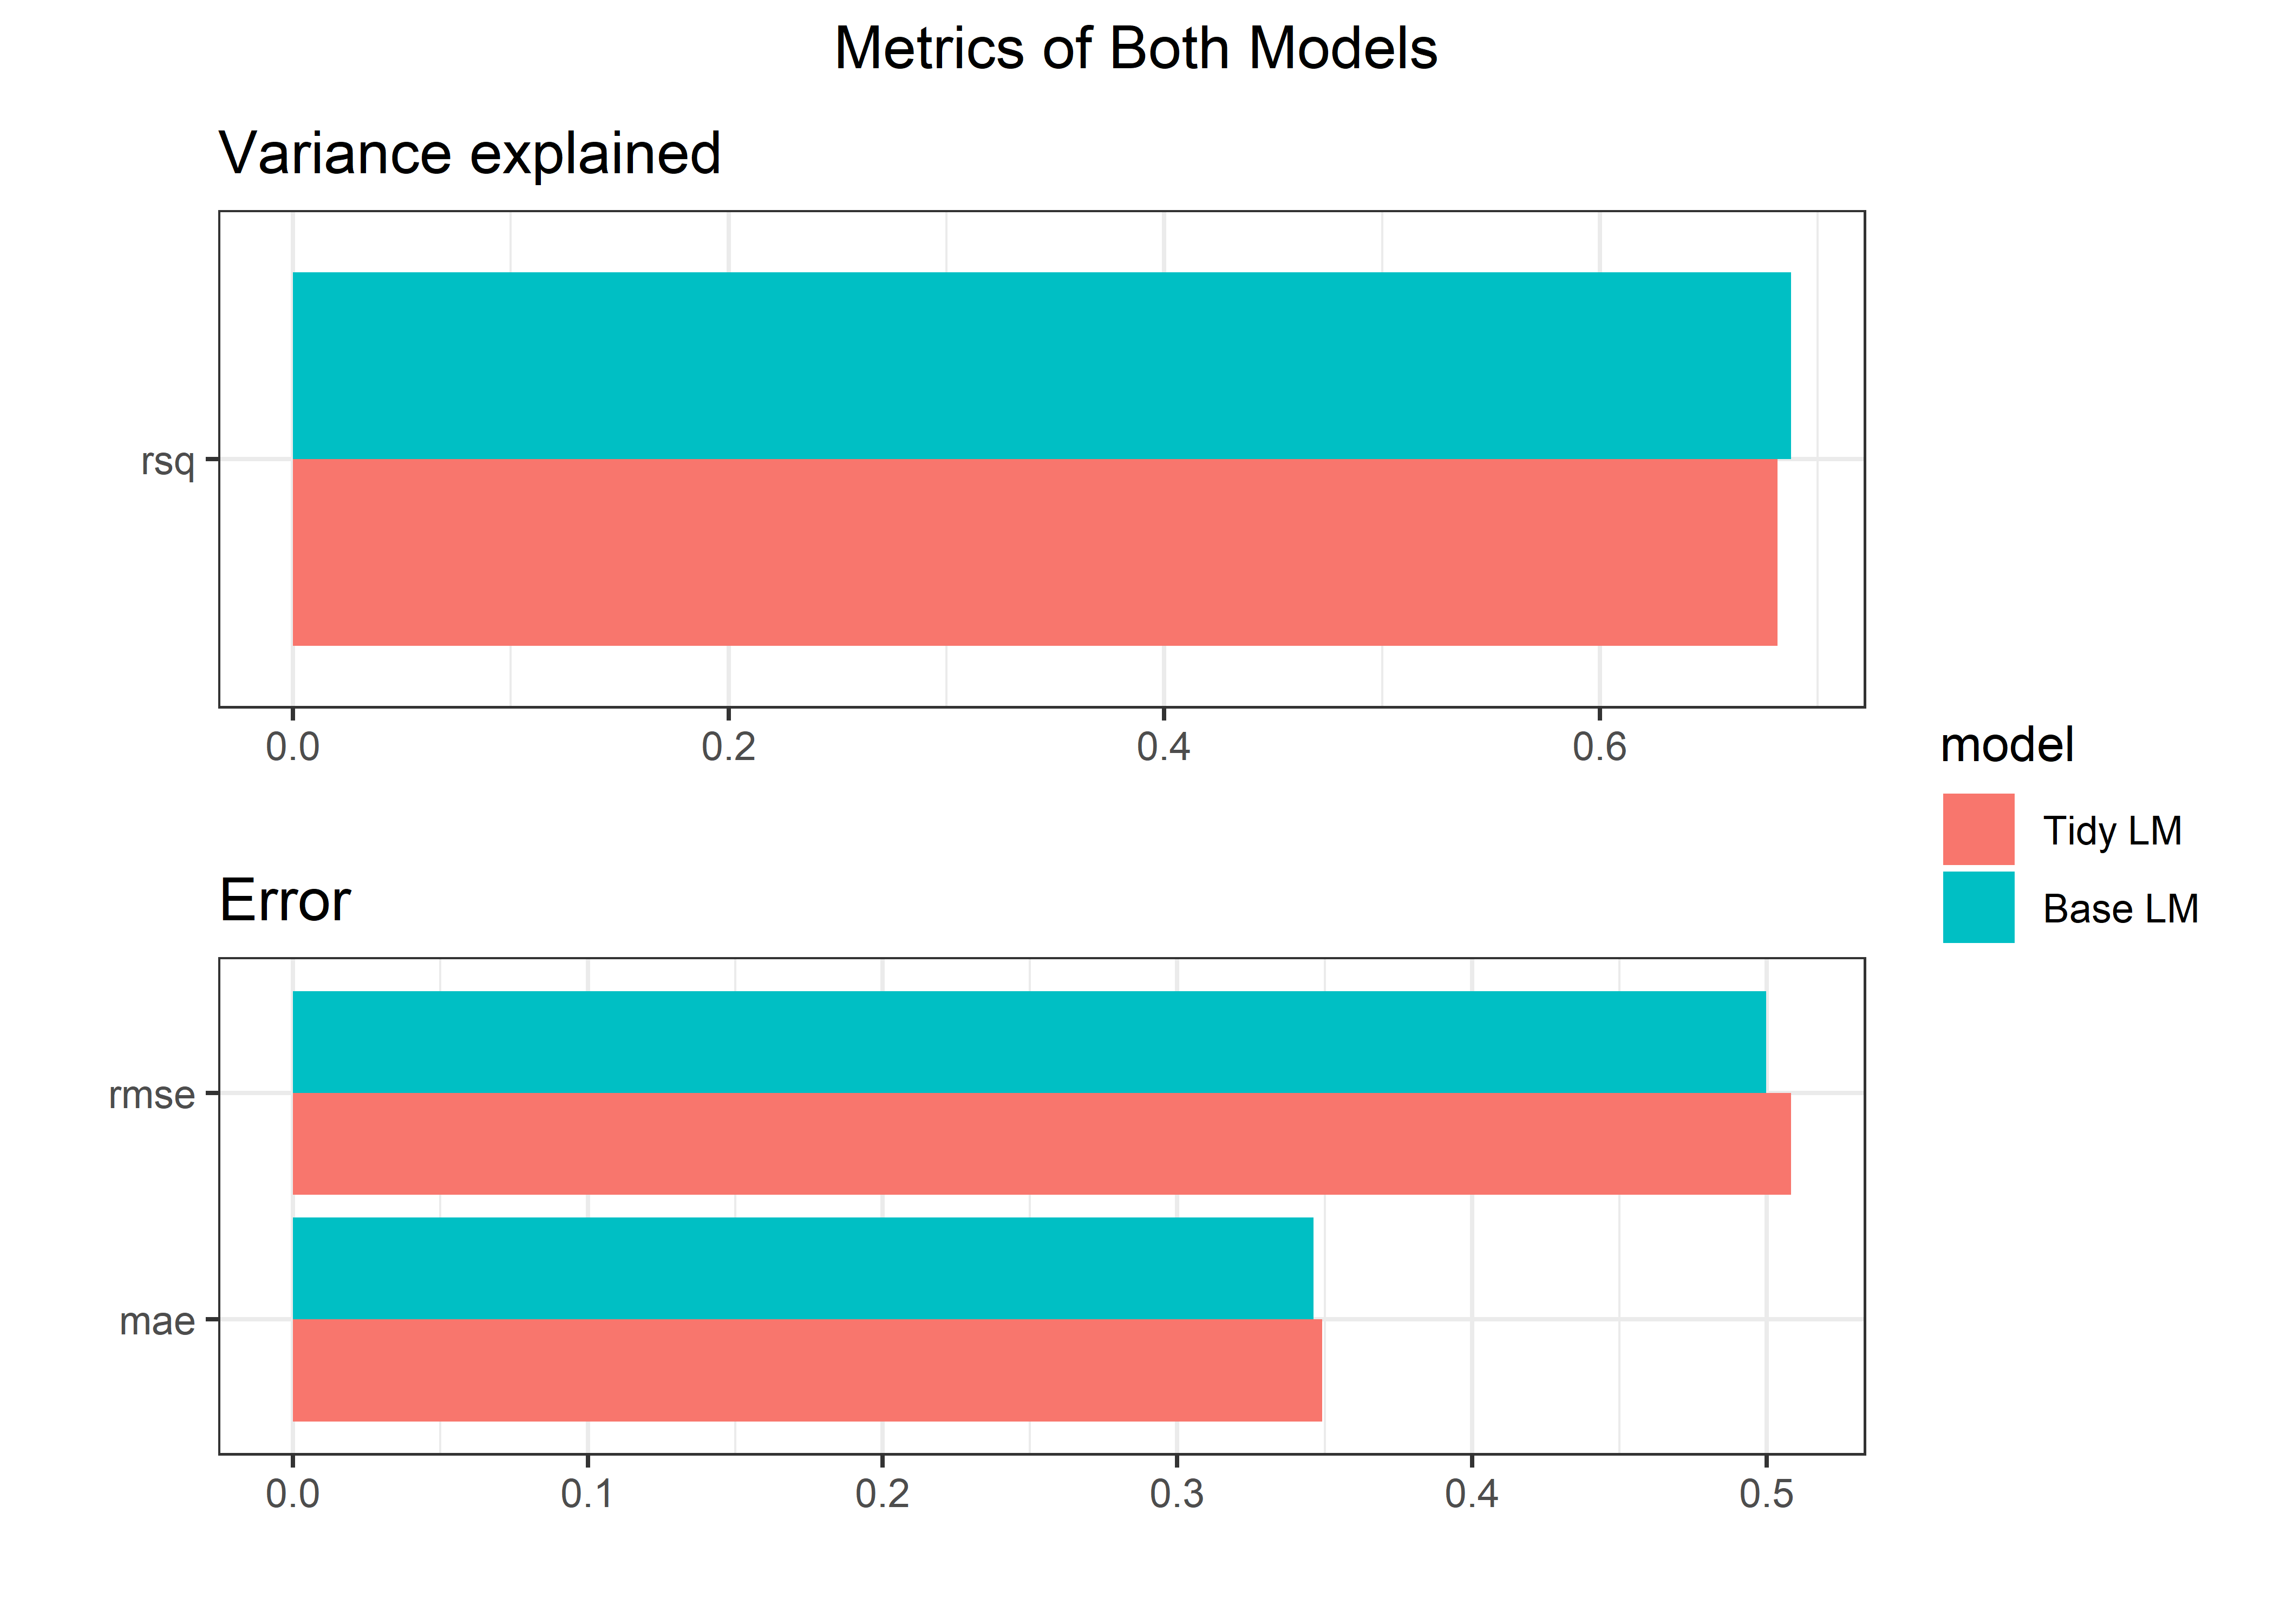 Metrics of Both Models
Variance explained
rsq
0.0 0.2 0.4 0.6
Error
rmse
mae
0.0 0.1 0.2 0.3 0.4 0.5
model
Tidy LM
Base LM